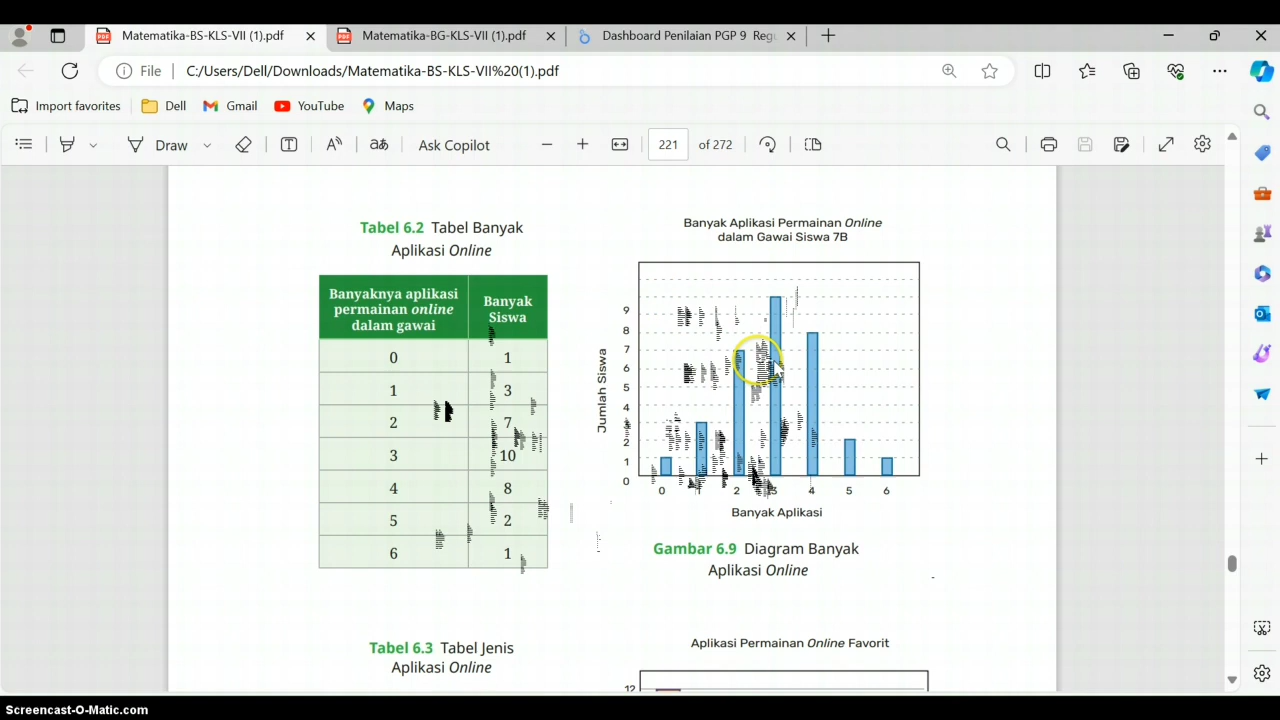 Matematika-BS-KLS-VII (1).pdf
Matematika-BG-KLS-VII (1).pdf
Dashboard Penilaian PGP 9
File
C:/Users/Dell/Downloads/Matematika-BS-KLS-VII%20(1).pdf
Import favorites
Dell
Gmail
YouTube
Maps
Draw
aあ
Ask Copilot
221
of 272
Tabel 6.2 Tabel Banyak
Aplikasi Online
Banyaknya aplikasi
permainan online
dalam gawai
Banyak
Siswa
0 1
1 3
2 7
3 10
4 8
5 2
6 1
Banyak Aplikasi Permainan Online
dalam Gawai Siswa 7B
Jumlah Siswa
9
8
7
6
5
4
3
2
1
0
0 1 2 3 4 5 6
Banyak Aplikasi
Gambar 6.9 Diagram Banyak
Aplikasi Online
Tabel 6.3 Tabel Jenis
Aplikasi Online
Aplikasi Permainan Online Favorit
12
Screencast-O-Matic.com